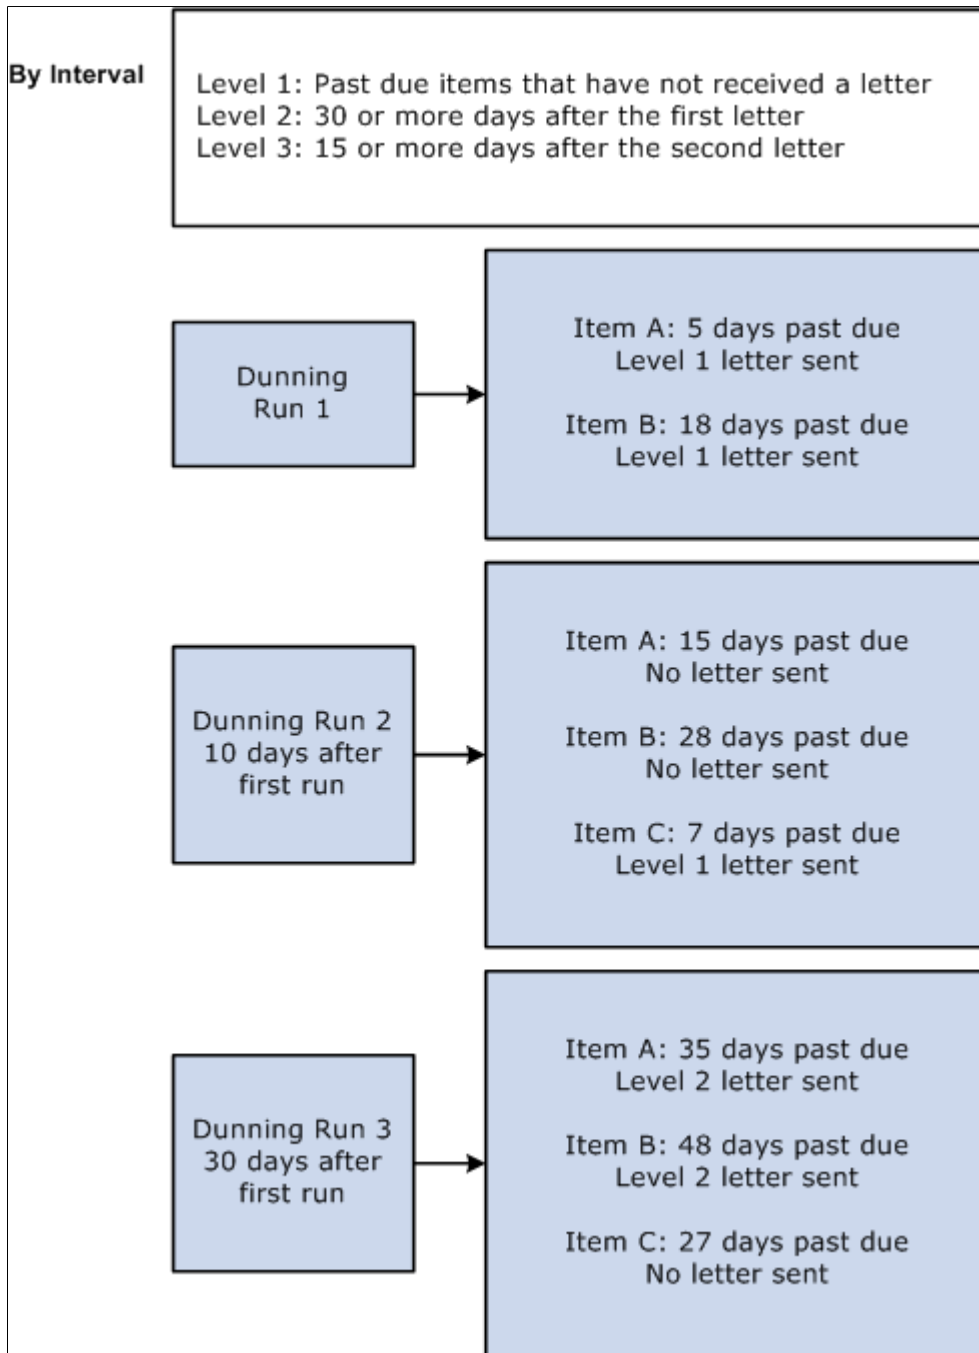 By Interval
Level 1: Past due items that have not received a letter
Level 2: 30 or more days after the first letter
Level 3: 15 or more days after the second letter
Dunning
Run 1
Item A: 5 days past due
Level 1 letter sent
Item B: 18 days past due
Level 1 letter sent
Dunning Run 2
10 days after
first run
Item A: 15 days past due
No letter sent
Item B: 28 days past due
No letter sent
Item C: 7 days past due
Level 1 letter sent
Dunning Run 3
30 days after
first run
Item A: 35 days past due
Level 2 letter sent
Item B: 48 days past due
Level 2 letter sent
Item C: 27 days past due
No letter sent